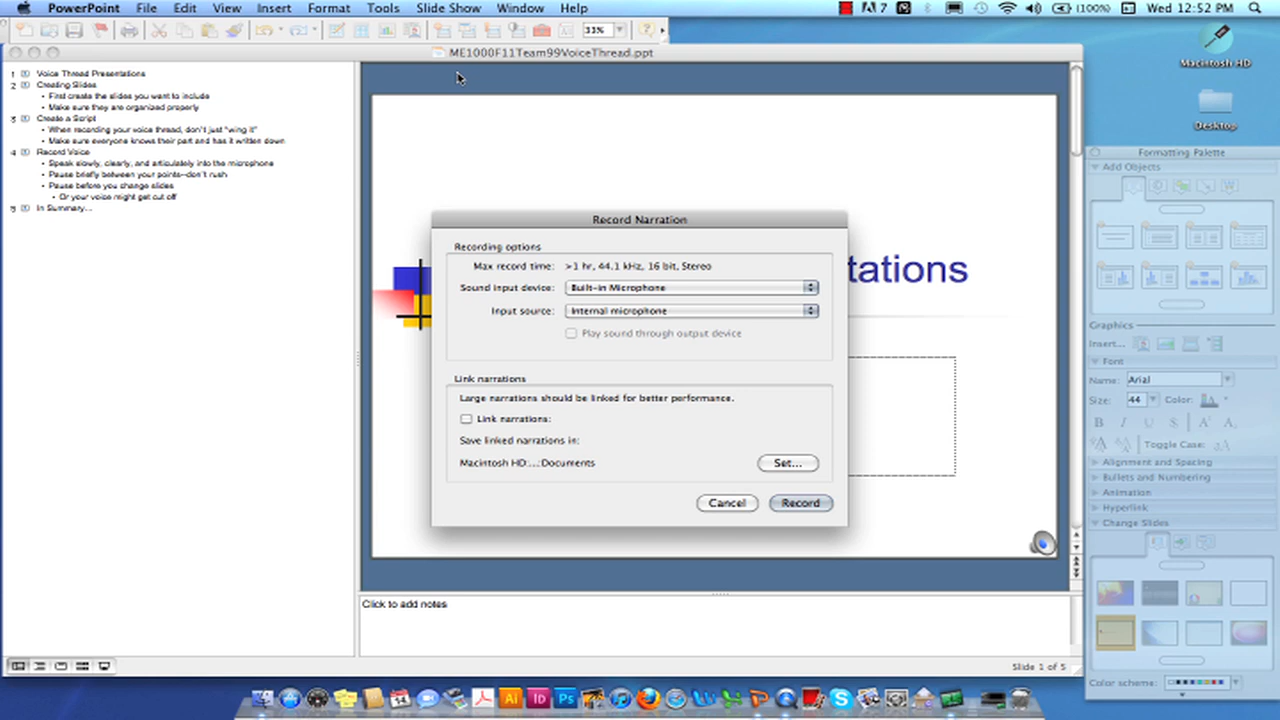 PowerPoint File Edit View Insert Format Tools Slide Show Window Help 7 (100%) Wed 12:52 PM
33%
ME1000F11Team99VoiceThread.ppt
Macintosh HD
Desktop
1 Voice Thread Presentations
2 Creating Slides
• First create the slides you want to include
• Make sure they are organized properly
3 Create a Script
• When recording your voice thread, don't just "wing it"
• Make sure everyone knows their part and has it written down
4 Record Voice
• Speak slowly, clearly, and articulately into the microphone
• Pause briefly between your points--don't rush
• Pause before you change slides
• Or your voice might get cut off
5 In Summary...
tations
Record Narration
Recording options
Max record time: >1 hr, 44.1 kHz, 16 bit, Stereo
Sound input device: Built-in Microphone
Input source: Internal microphone
Play sound through output device
Link narrations
Large narrations should be linked for better performance.
Link narrations:
Save linked narrations in:
Macintosh HD:...:Documents
Set...
Cancel Record
Click to add notes
Slide 1 of 5
Formatting Palette
Add Objects
Graphics
Insert...
Font
Name: Arial
Size: 44 Color:
B I U S A² A₂
Toggle Case:
Alignment and Spacing
Bullets and Numbering
Animation
Hyperlink
Change Slides
Color scheme:
Ai Id Ps